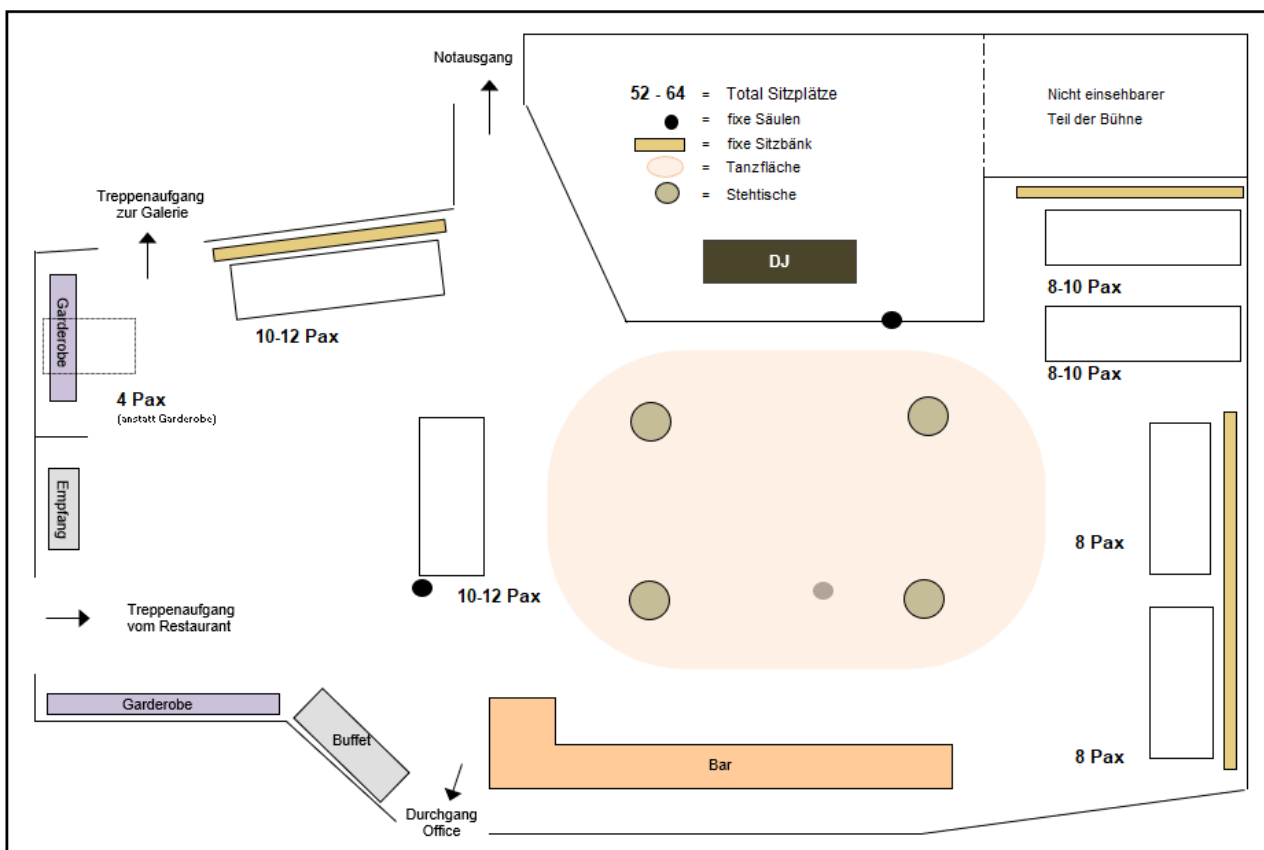 Notausgang
52 - 64 = Total Sitzplätze
= fixe Säulen
= fixe Sitzbänk
= Tanzfläche
= Stehtische
Nicht einsehbarer
Teil der Bühne
Treppenaufgang
zur Galerie
DJ
Garderobe
10-12 Pax
8-10 Pax
8-10 Pax
4 Pax
(anstatt Garderobe)
Empfang
8 Pax
10-12 Pax
Treppenaufgang
vom Restaurant
Garderobe
Buffet
Bar
8 Pax
Durchgang
Office